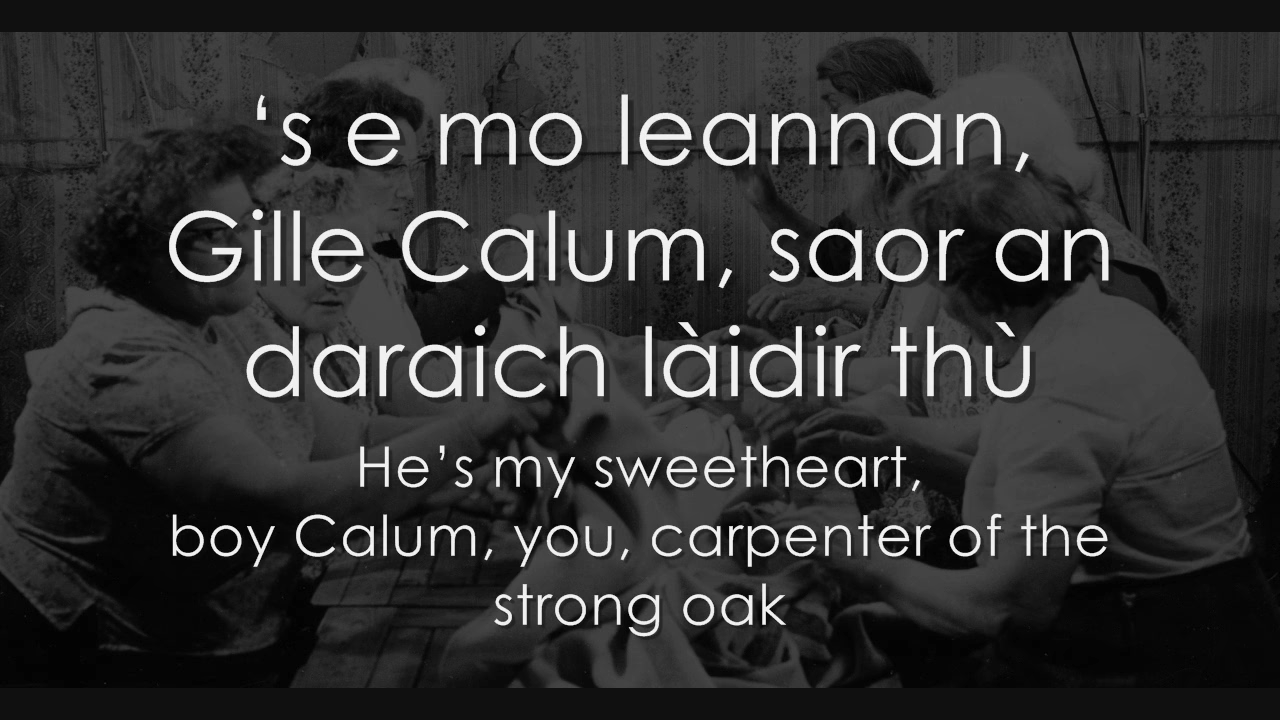 ‘s e mo leannan,
Gille Calum, saor an
daraich làidir thù
He’s my sweetheart,
boy Calum, you, carpenter of the
strong oak